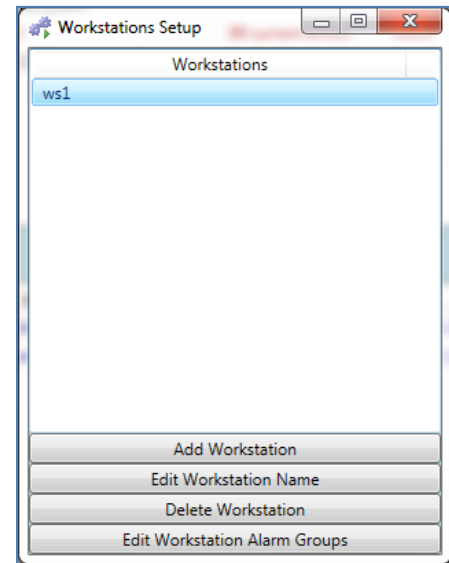 Workstations Setup
Workstations
ws1
Add Workstation
Edit Workstation Name
Delete Workstation
Edit Workstation Alarm Groups